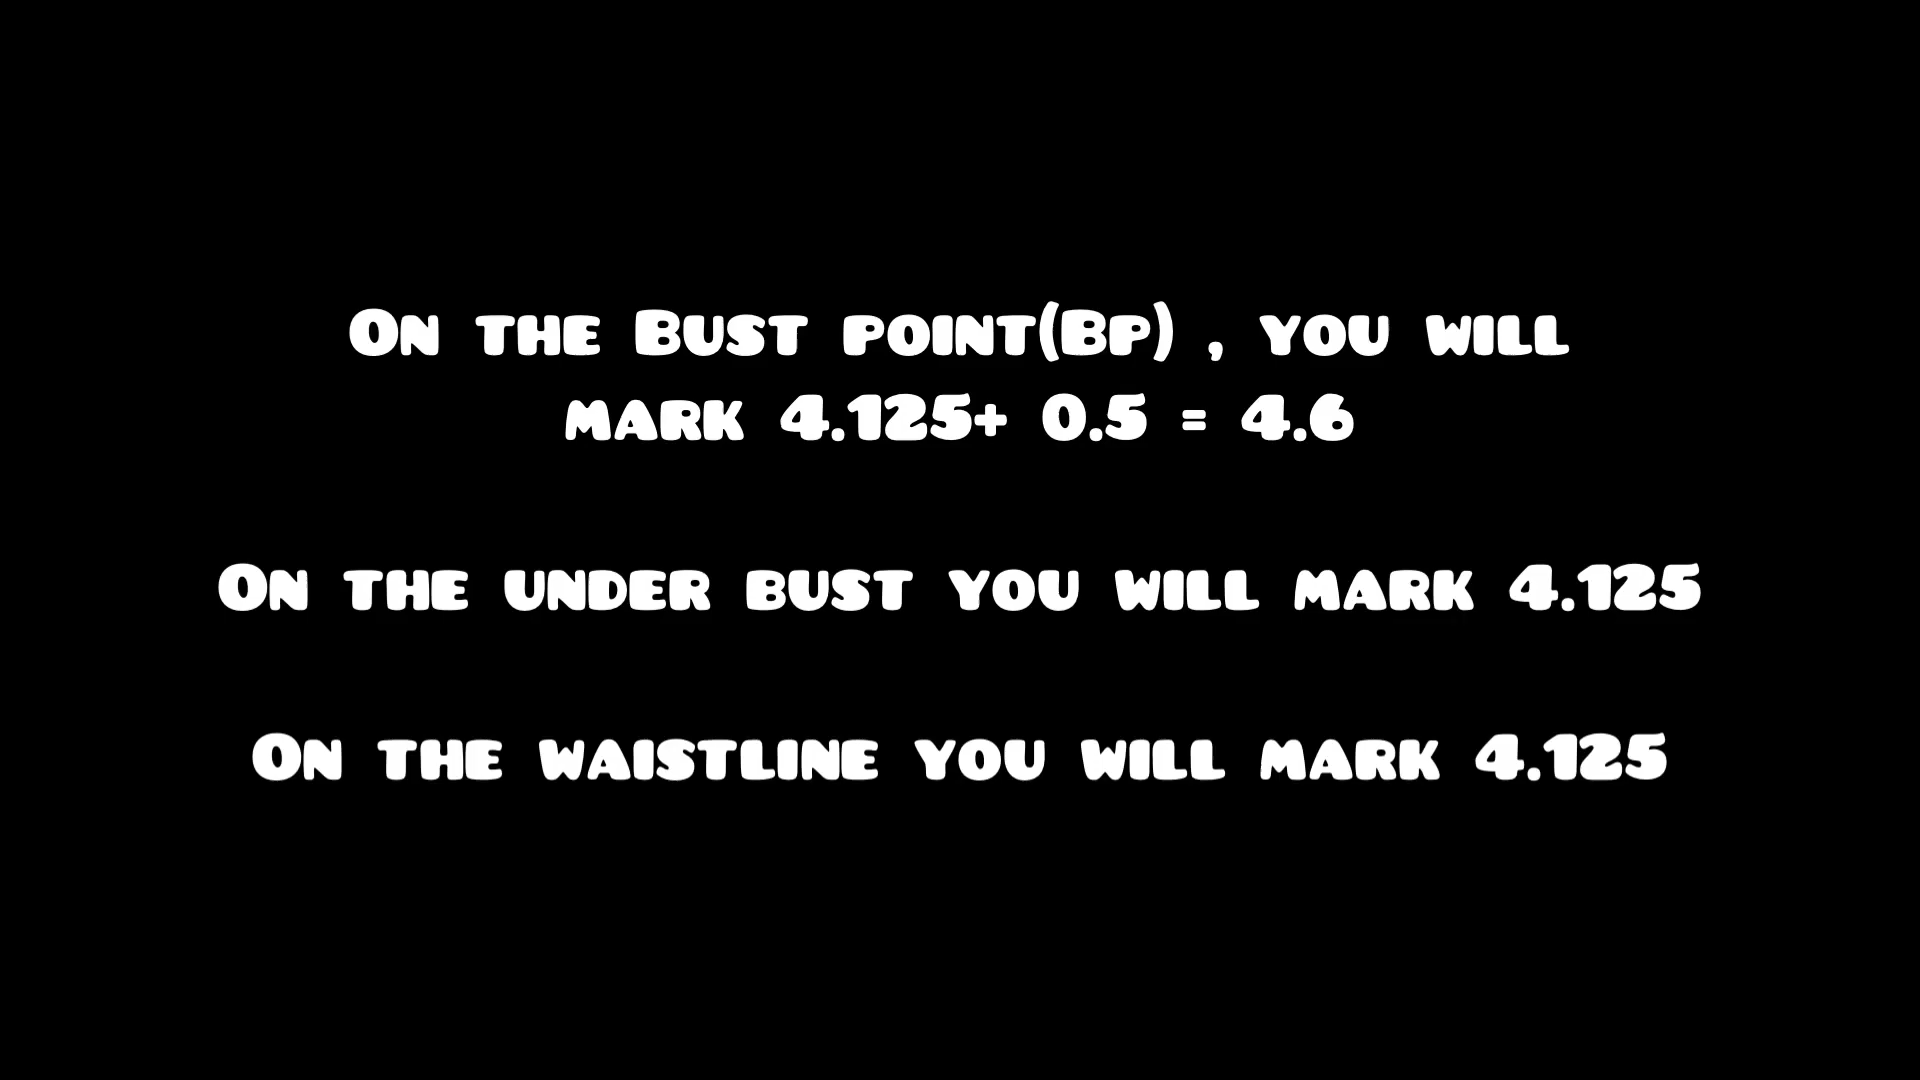 On the Bust point(Bp) , you will
mark 4.125+ 0.5 = 4.6
On the under bust you will mark 4.125
On the waistline you will mark 4.125